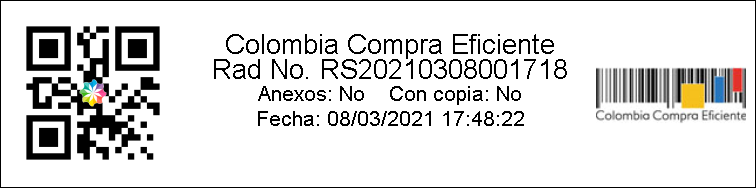 Colombia Compra Eficiente
Rad No. RS20210308001718
Anexos: No Con copia: No
Fecha: 08/03/2021 17:48:22
Colombia Compra Eficiente